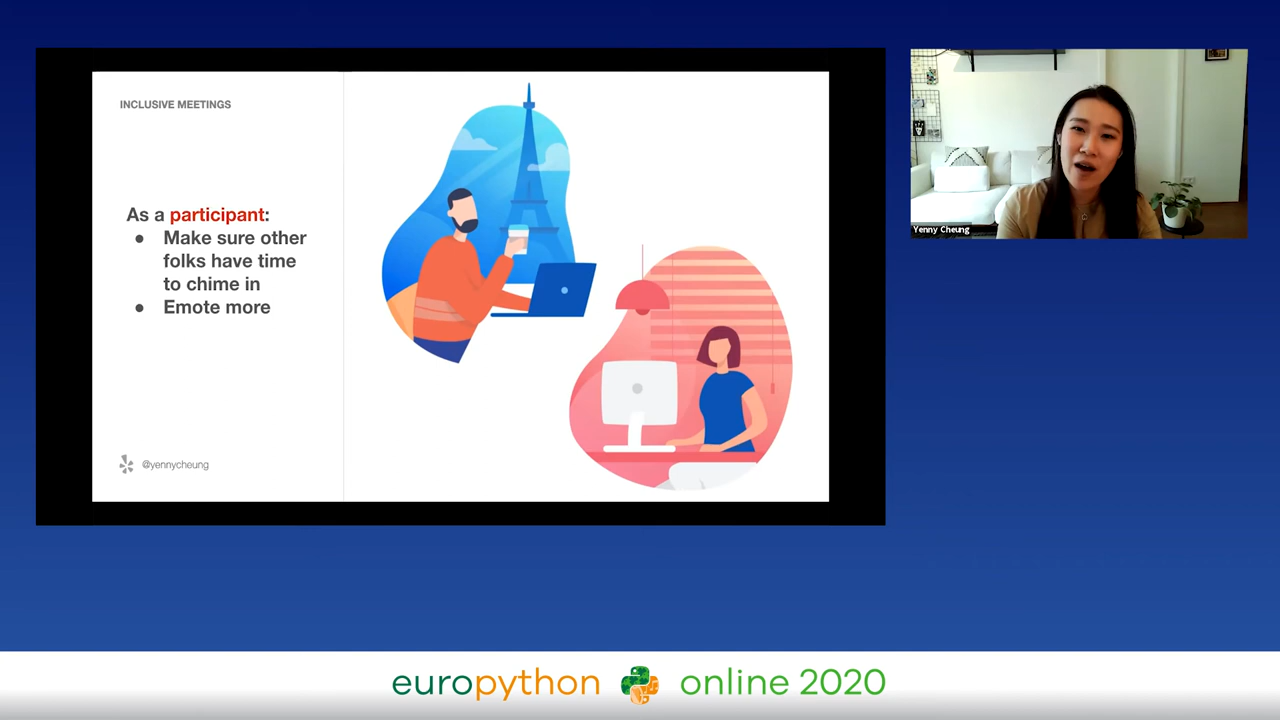 INCLUSIVE MEETINGS
As a participant:
● Make sure other
folks have time
to chime in
● Emote more
@yennycheung
Yenny Cheung
europython online 2020